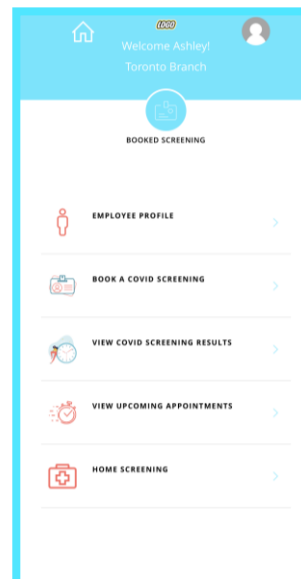 LOGO
Welcome Ashley!
Toronto Branch
BOOKED SCREENING
EMPLOYEE PROFILE
BOOK A COVID SCREENING
VIEW COVID SCREENING RESULTS
VIEW UPCOMING APPOINTMENTS
HOME SCREENING